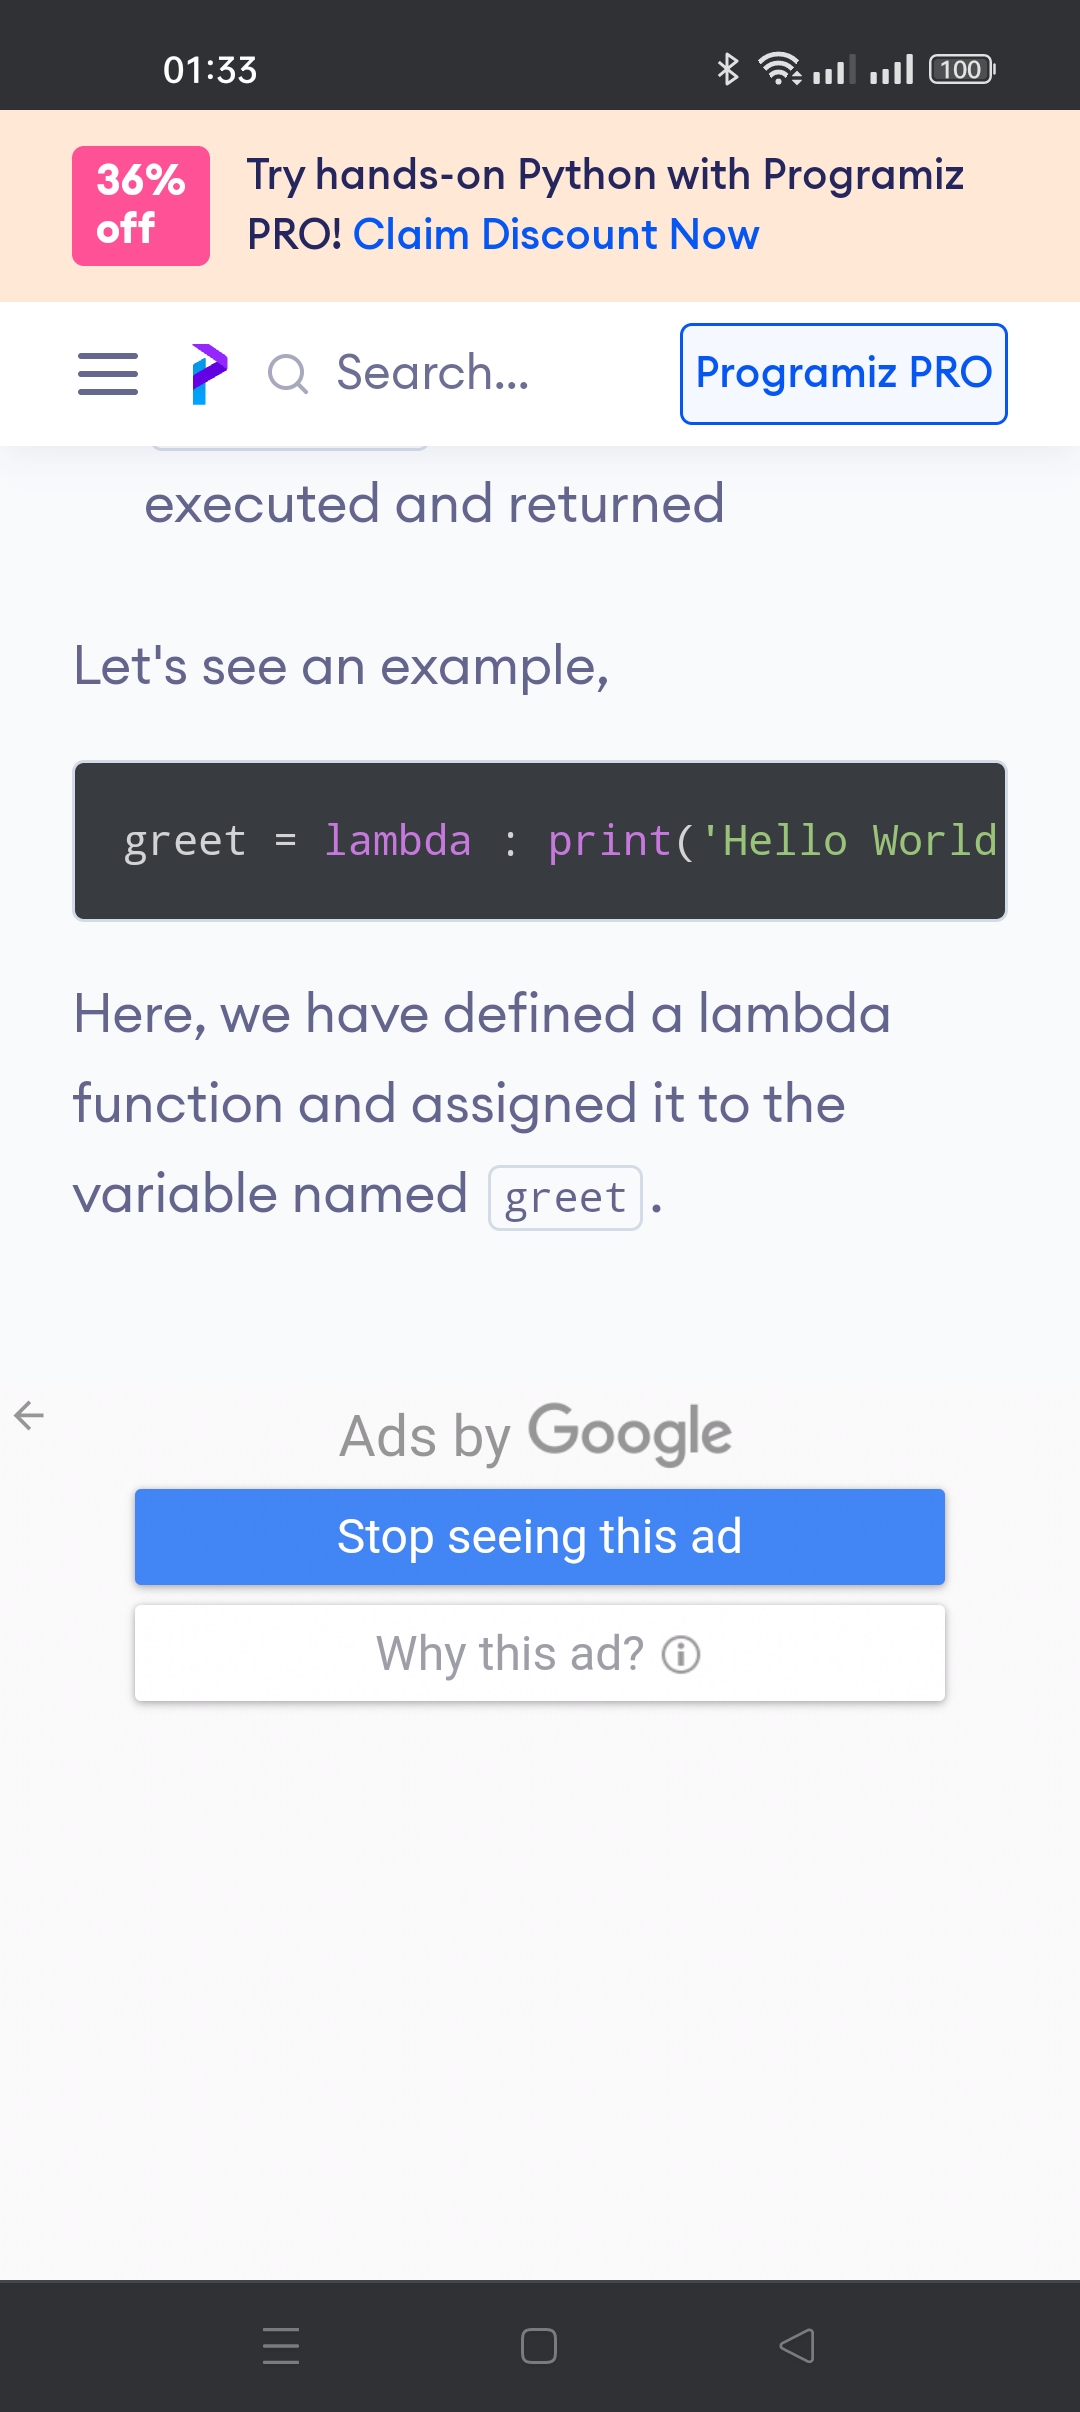 01:33
100
36%
off
Try hands-on Python with Programiz
PRO! Claim Discount Now
Search...
Programiz PRO
executed and returned
Let's see an example,
greet = lambda : print('Hello World
Here, we have defined a lambda
function and assigned it to the
variable named greet .
Ads by Google
Stop seeing this ad
Why this ad?